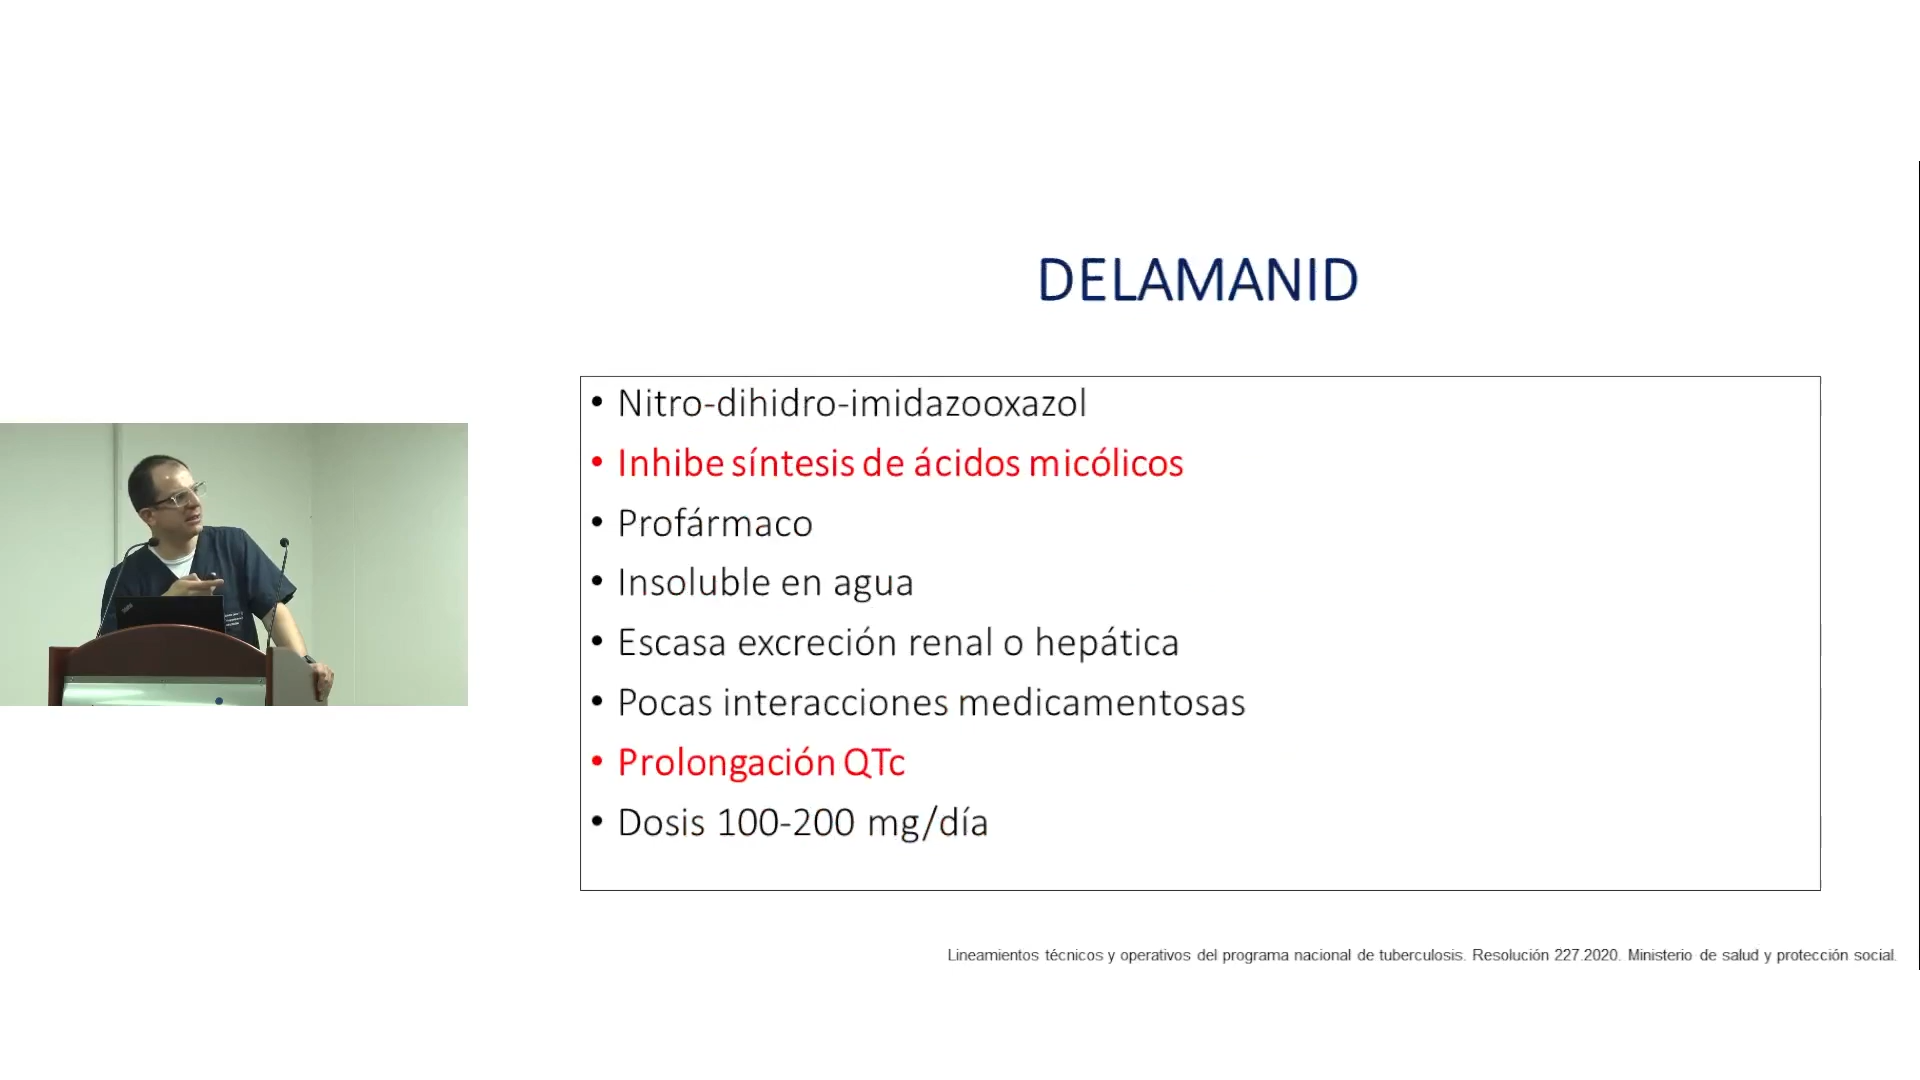 DELAMANID
• Nitro-dihidro-imidazooxazol
• Inhibe síntesis de ácidos micólicos
• Profármaco
• Insoluble en agua
• Escasa excreción renal o hepática
• Pocas interacciones medicamentosas
• Prolongación QTc
• Dosis 100-200 mg/día
Lineamientos técnicos y operativos del programa nacional de tuberculosis. Resolución 227.2020. Ministerio de salud y protección social.